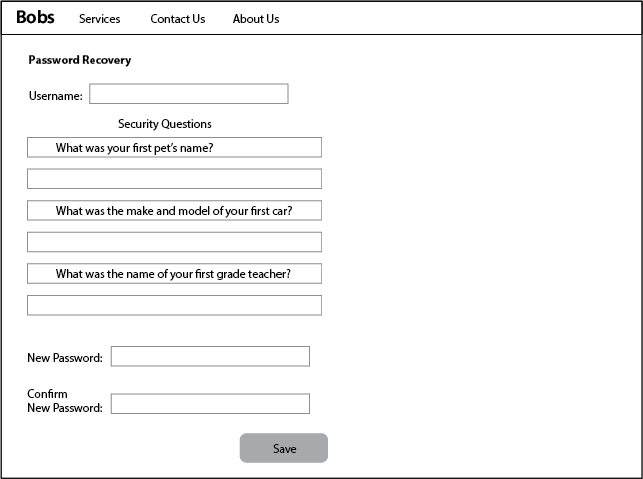 Bobs Services Contact Us About Us
Password Recovery
Username:
Security Questions
What was your first pet's name?
What was the make and model of your first car?
What was the name of your first grade teacher?
New Password:
Confirm
New Password:
Save